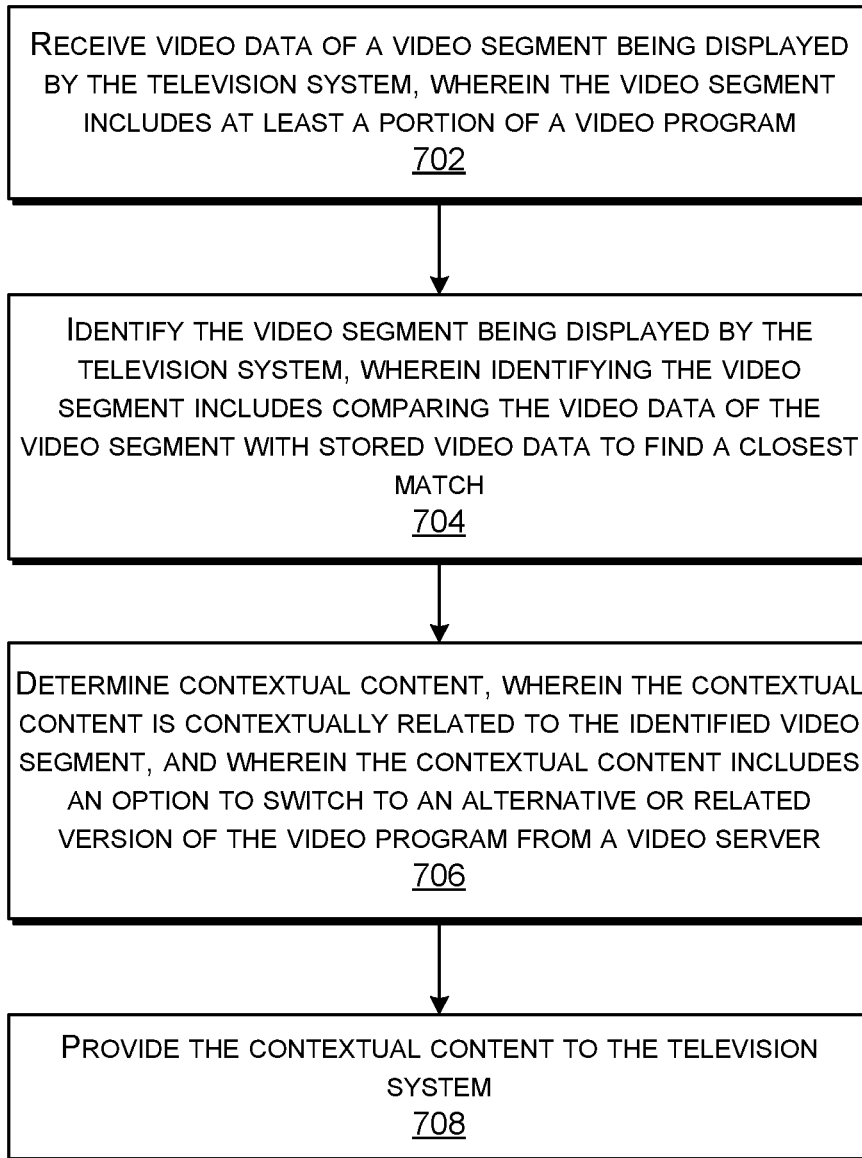 RECEIVE VIDEO DATA OF A VIDEO SEGMENT BEING DISPLAYED
BY THE TELEVISION SYSTEM, WHEREIN THE VIDEO SEGMENT
INCLUDES AT LEAST A PORTION OF A VIDEO PROGRAM
702
IDENTIFY THE VIDEO SEGMENT BEING DISPLAYED BY THE
TELEVISION SYSTEM, WHEREIN IDENTIFYING THE VIDEO
SEGMENT INCLUDES COMPARING THE VIDEO DATA OF THE
VIDEO SEGMENT WITH STORED VIDEO DATA TO FIND A CLOSEST
MATCH
704
DETERMINE CONTEXTUAL CONTENT, WHEREIN THE CONTEXTUAL
CONTENT IS CONTEXTUALLY RELATED TO THE IDENTIFIED VIDEO
SEGMENT, AND WHEREIN THE CONTEXTUAL CONTENT INCLUDES
AN OPTION TO SWITCH TO AN ALTERNATIVE OR RELATED
VERSION OF THE VIDEO PROGRAM FROM A VIDEO SERVER
706
PROVIDE THE CONTEXTUAL CONTENT TO THE TELEVISION
SYSTEM
708